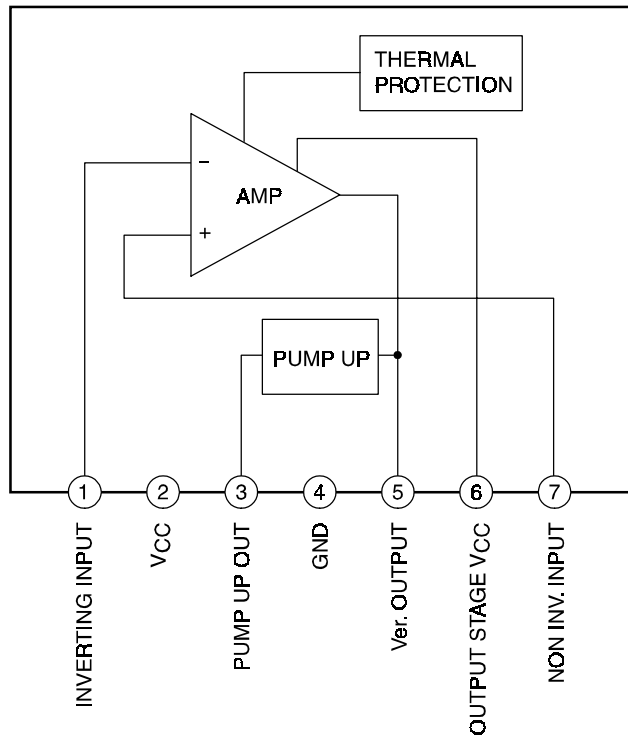 THERMAL
PROTECTION
−
AMP
+
PUMP UP
1
2
3
4
5
6
7
INVERTING INPUT
VCC
PUMP UP OUT
GND
Ver. OUTPUT
OUTPUT STAGE VCC
NON INV. INPUT